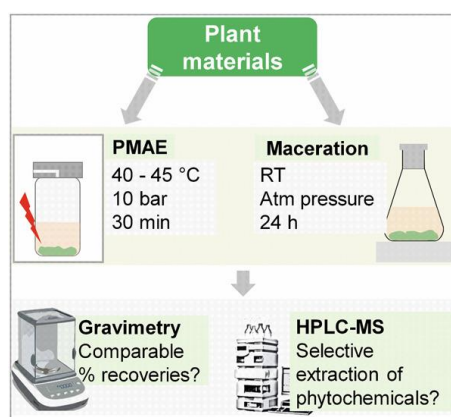 Plant
materials
PMAE
40 - 45 °C
10 bar
30 min
Maceration
RT
Atm pressure
24 h
Gravimetry
Comparable
% recoveries?
HPLC-MS
Selective
extraction of
phytochemicals?